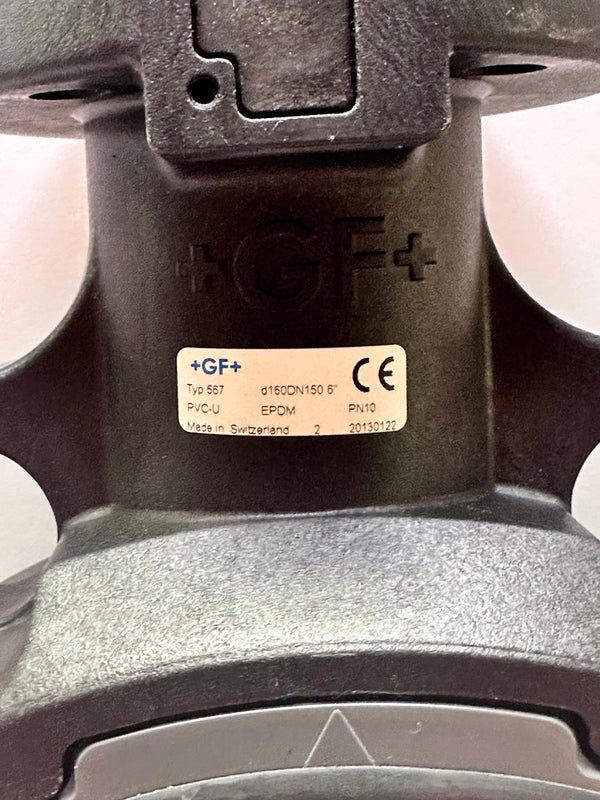 +GF+
+GF+
Typ 567 d160DN150 6" CE
PVC-U EPDM PN10
Made in Switzerland 2 20130122